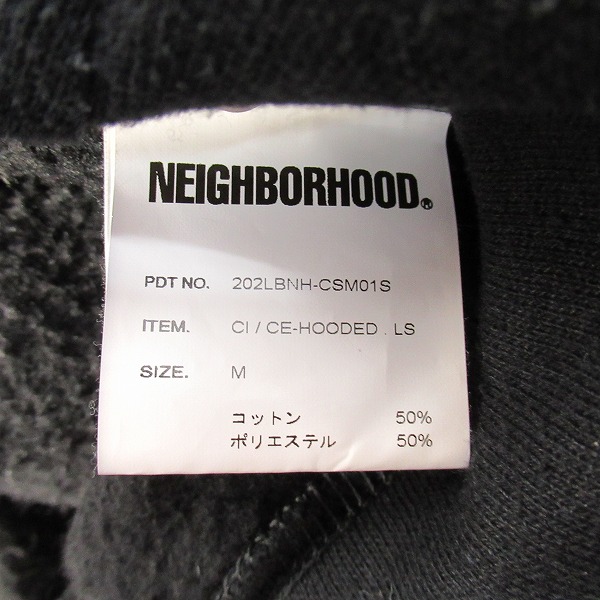 NEIGHBORHOOD®
PDT NO. 202LBNH-CSM01S
ITEM. CI / CE-HOODED . LS
SIZE. M
コットン 50%
ポリエステル 50%